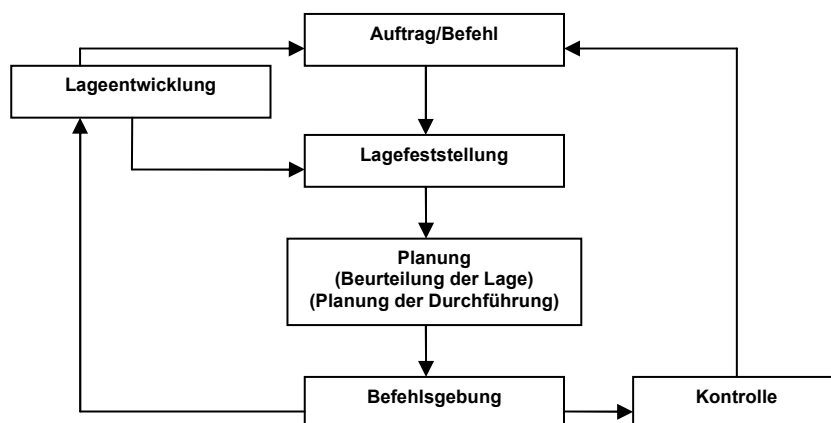 Auftrag/Befehl
Lageentwicklung
Lagefeststellung
Planung
(Beurteilung der Lage)
(Planung der Durchführung)
Befehlsgebung
Kontrolle